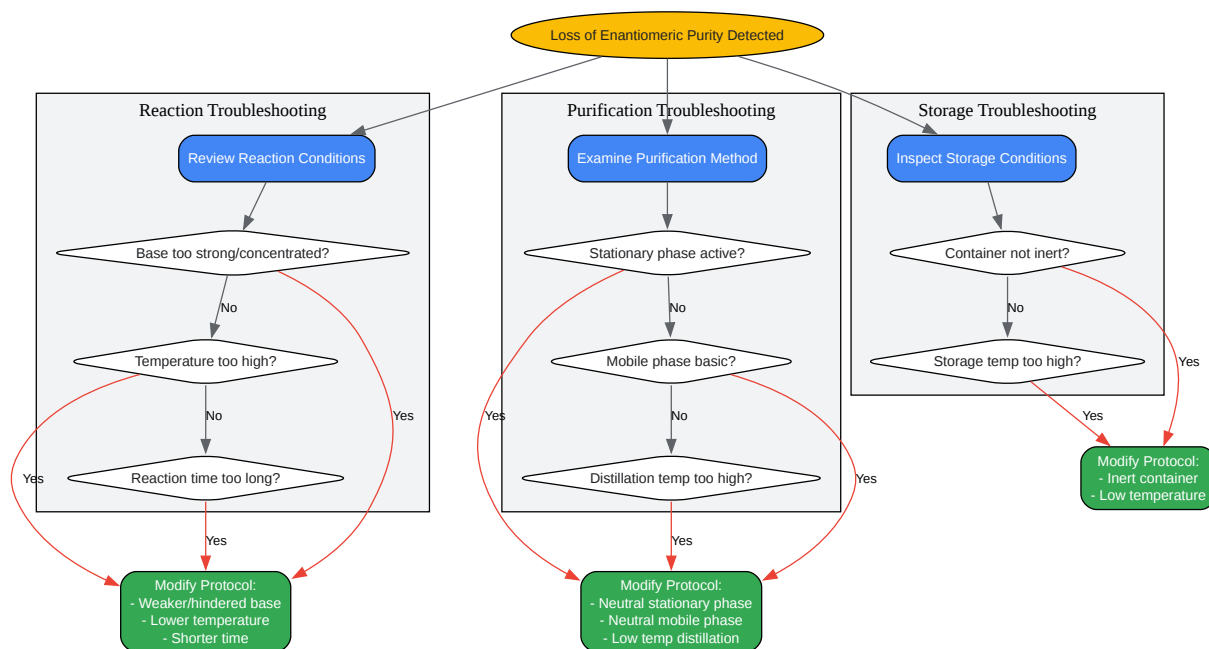 Loss of Enantiomeric Purity Detected
Reaction Troubleshooting
Review Reaction Conditions
Base too strong/concentrated?
No
Temperature too high?
No
Yes
Reaction time too long?
Yes
Yes
Modify Protocol:
- Weaker/hindered base
- Lower temperature
- Shorter time
Purification Troubleshooting
Examine Purification Method
Stationary phase active?
No
Mobile phase basic?
Yes
No
Distillation temp too high?
Yes
Yes
Modify Protocol:
- Neutral stationary phase
- Neutral mobile phase
- Low temp distillation
Storage Troubleshooting
Inspect Storage Conditions
Container not inert?
No
Storage temp too high?
Yes
Yes
Modify Protocol:
- Inert container
- Low temperature